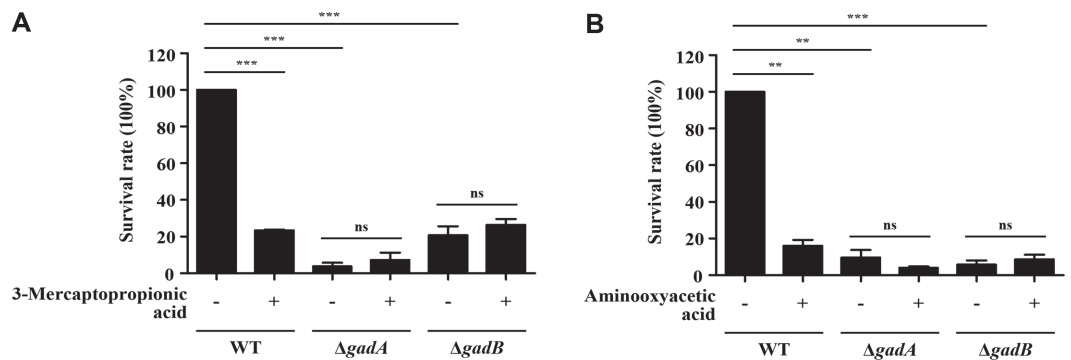 A
***
***
***
Survival rate (100%)
120
100
80
60
40
20
0
ns
ns
3-Mercaptopropionic
acid
- + - + - +
WT ΔgadA ΔgadB
B
***
**
**
Survival rate (100%)
120
100
80
60
40
20
0
ns
ns
Aminooxyacetic
acid
- + - + - +
WT ΔgadA ΔgadB